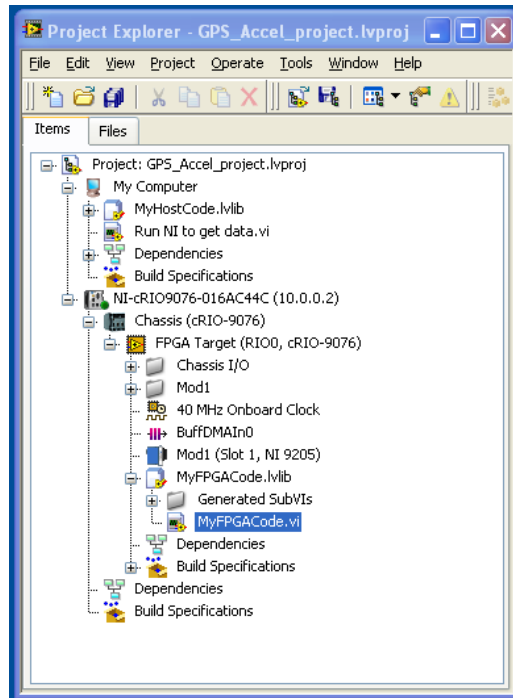 Project Explorer - GPS_Accel_project.lvproj
File Edit View Project Operate Tools Window Help
Items Files
Project: GPS_Accel_project.lvproj
My Computer
MyHostCode.lvlib
Run NI to get data.vi
Dependencies
Build Specifications
NI-cRIO9076-016AC44C (10.0.0.2)
Chassis (cRIO-9076)
FPGA Target (RIO0, cRIO-9076)
Chassis I/O
Mod1
40 MHz Onboard Clock
BuffDMAIn0
Mod1 (Slot 1, NI 9205)
MyFPGACode.lvlib
Generated SubVIs
MyFPGACode.vi
Dependencies
Build Specifications
Dependencies
Build Specifications